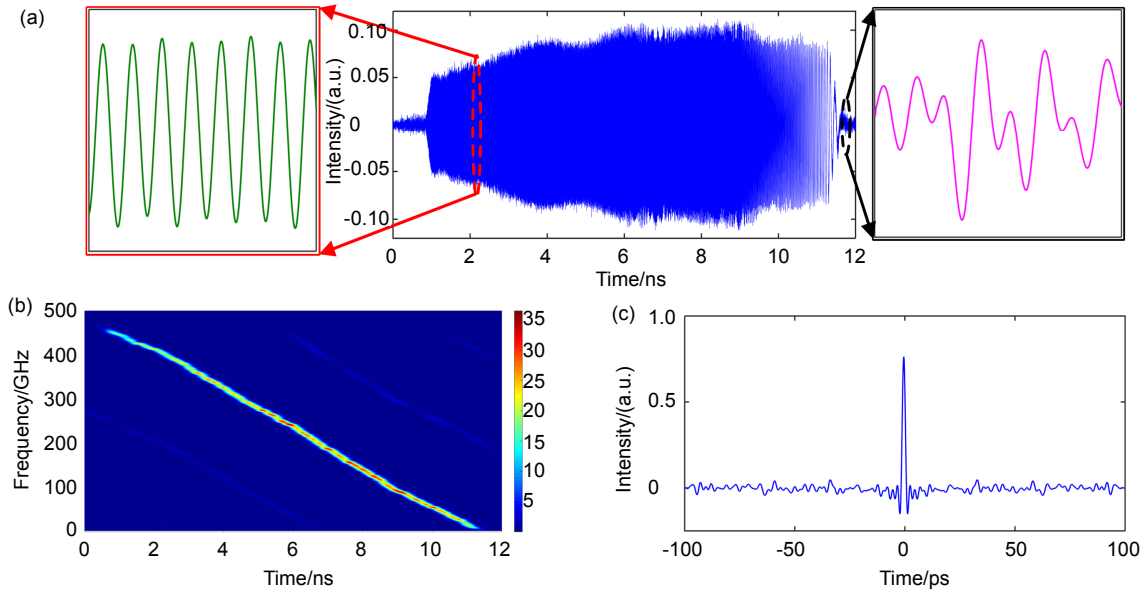 (a)
Intensity/(a.u.)
0.10
0.05
0
-0.05
-0.10
0 2 4 6 8 10 12
Time/ns
(b)
Frequency/GHz
500
400
300
200
100
0
0 2 4 6 8 10 12
Time/ns
35
30
25
20
15
10
5
(c)
Intensity/(a.u.)
1.0
0.5
0
-100 -50 0 50 100
Time/ps